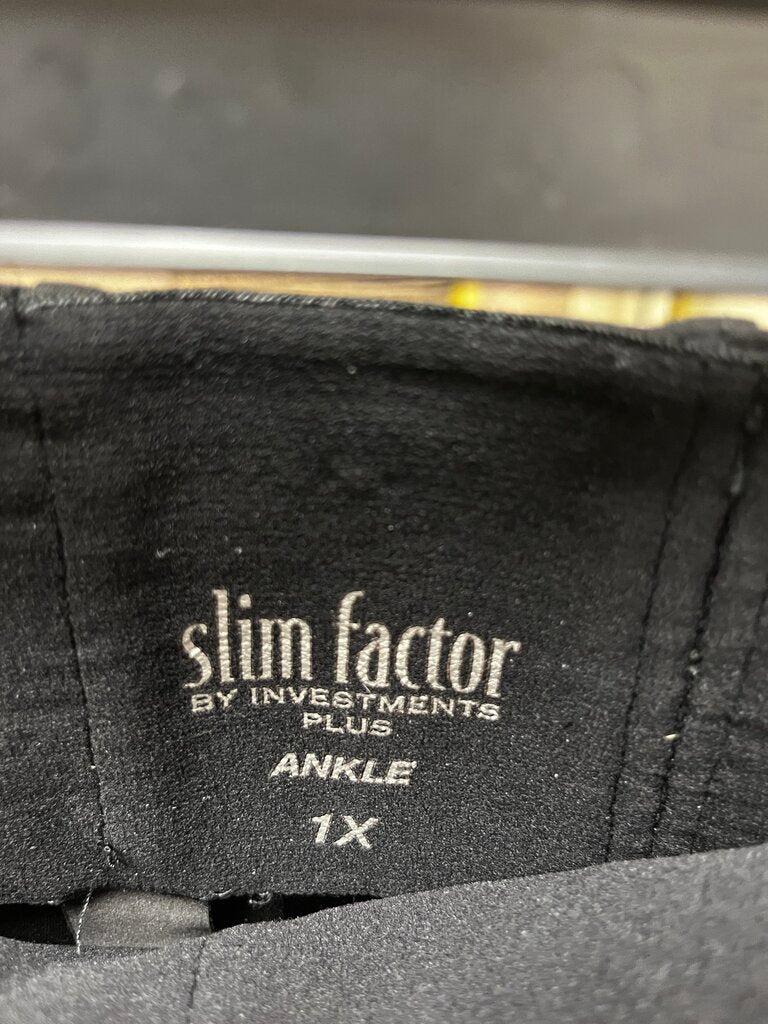 slim factor
BY INVESTMENTS
PLUS
ANKLE
1X